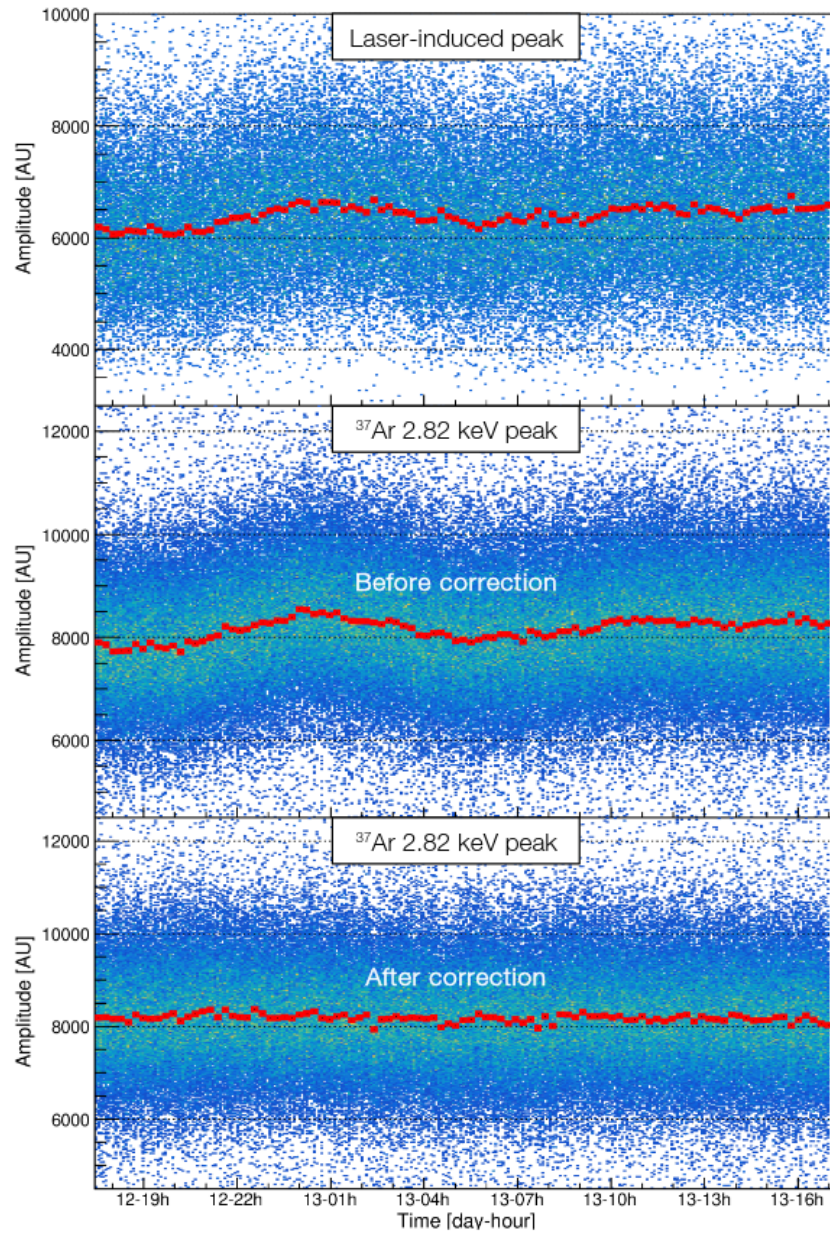 10000
Laser-induced peak
8000
6000
4000
Amplitude [AU]
12000
³⁷Ar 2.82 keV peak
10000
Before correction
8000
6000
Amplitude [AU]
12000
³⁷Ar 2.82 keV peak
10000
After correction
8000
6000
Amplitude [AU]
12-19h 12-22h 13-01h 13-04h 13-07h 13-10h 13-13h 13-16h
Time [day-hour]